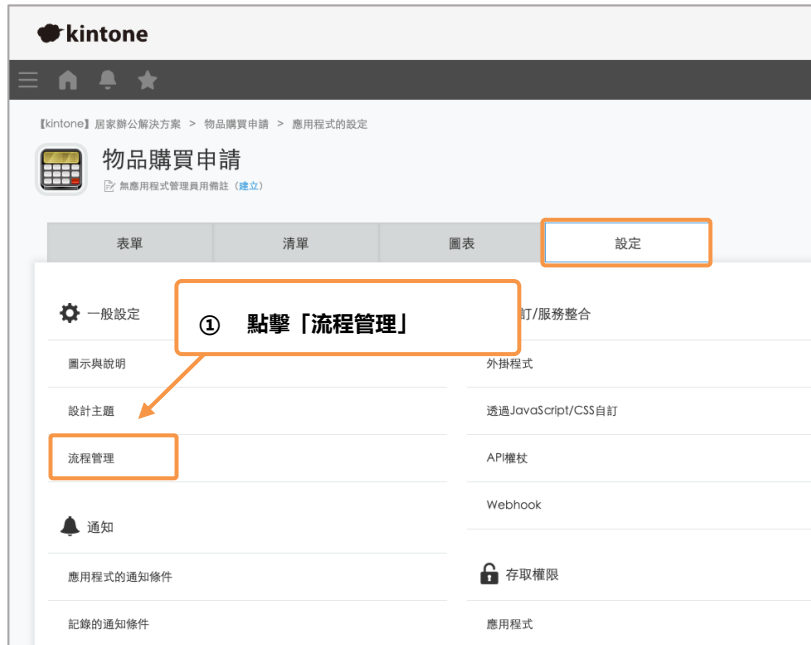 kintone
【kintone】居家辦公解決方案 > 物品購買申請 > 應用程式的設定
物品購買申請
無應用程式管理員用備註（建立）
表單
清單
圖表
設定
① 點擊「流程管理」
一般設定
圖示與說明
設計主題
流程管理
通知
應用程式的通知條件
記錄的通知條件
訂/服務整合
外掛程式
透過JavaScript/CSS自訂
API權杖
Webhook
存取權限
應用程式